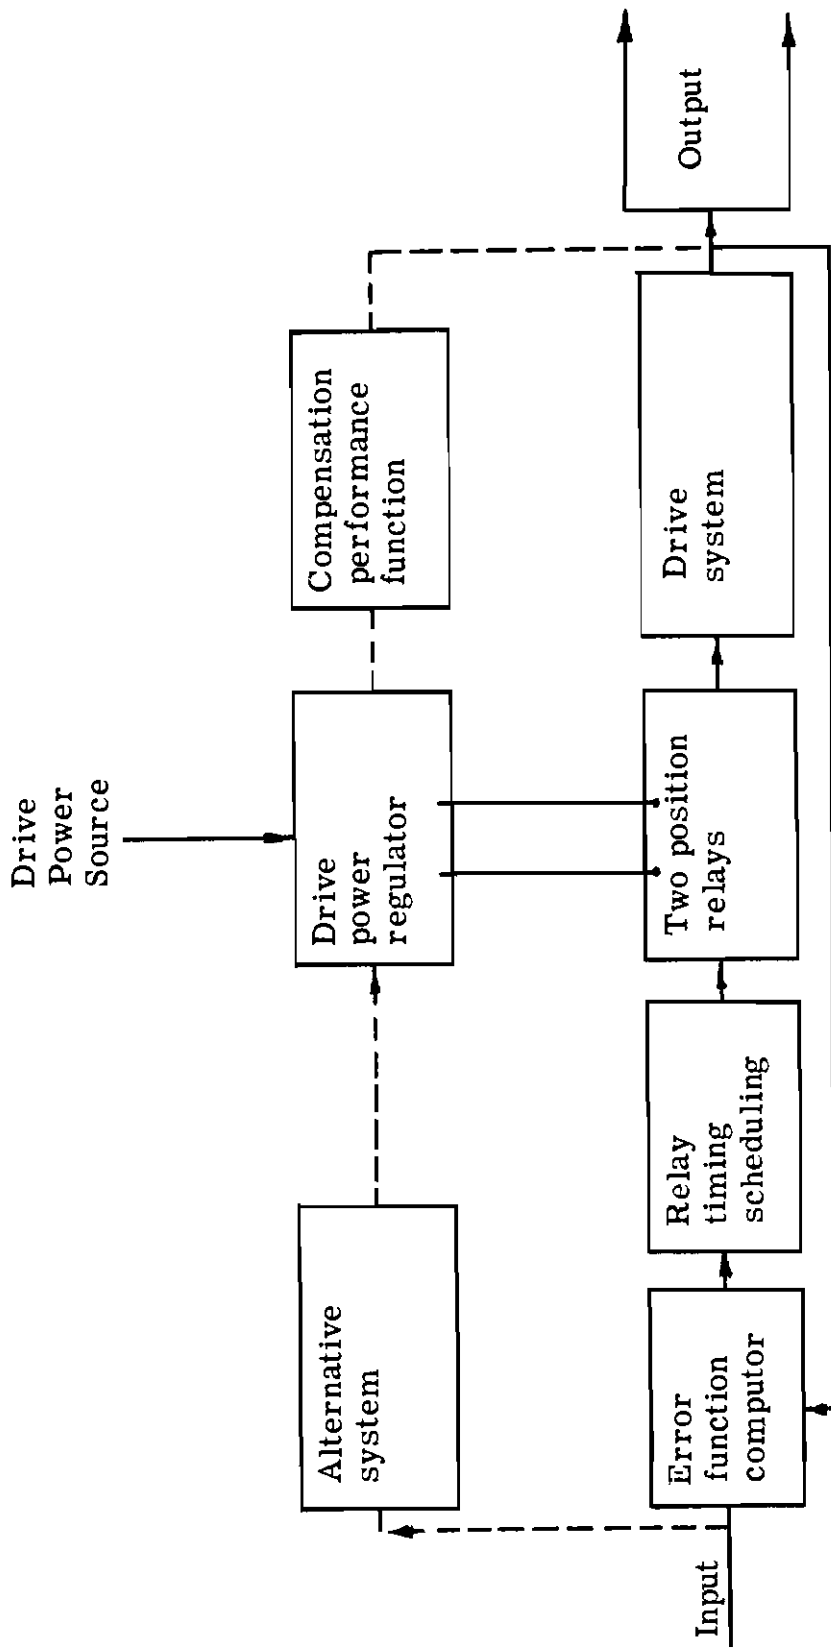 Drive
Power
Source
Alternative
system
Drive
power
regulator
Compensation
performance
function
Input
Error
function
computor
Relay
timing
scheduling
Two position
relays
Drive
system
Output